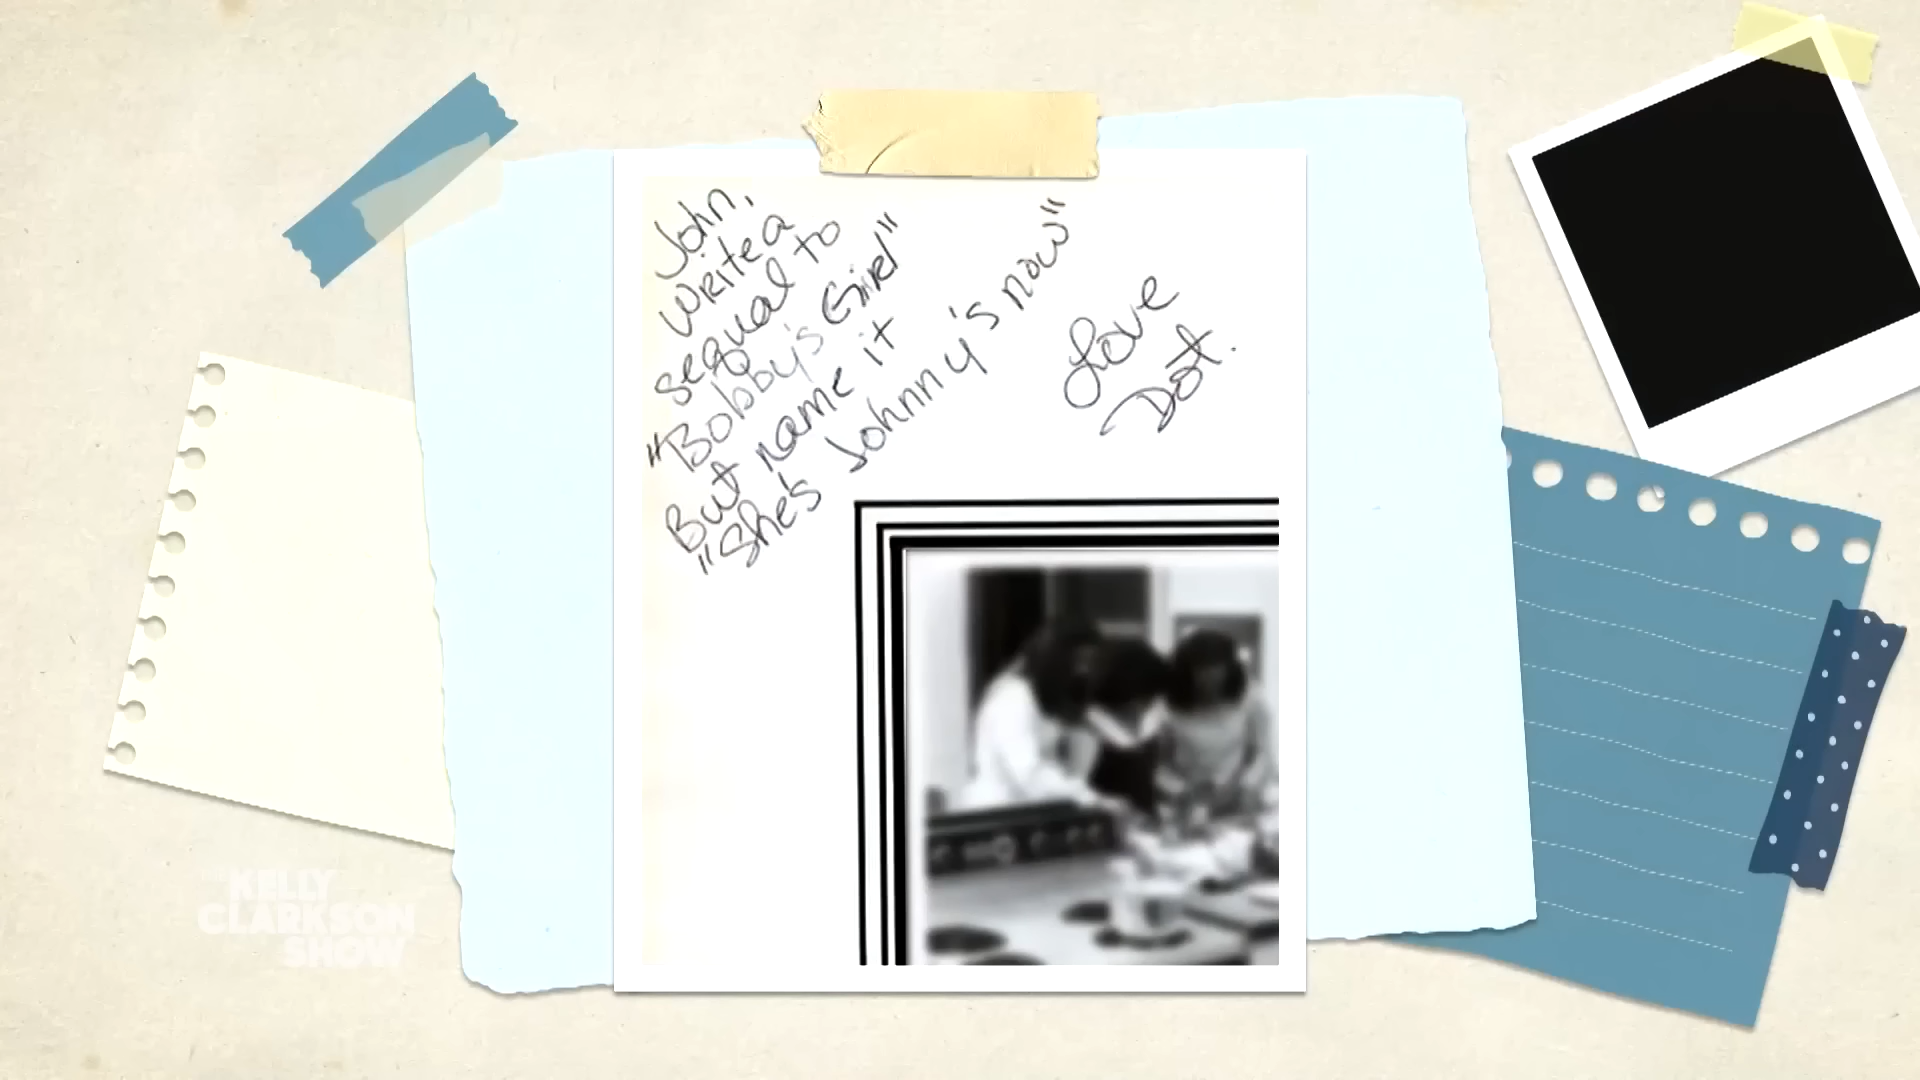 John,
write a
sequal to
"Bobby's Girl"
But name it
"She's Johnny's now"
Love
Dot.
THE
KELLY
CLARKSON
SHOW